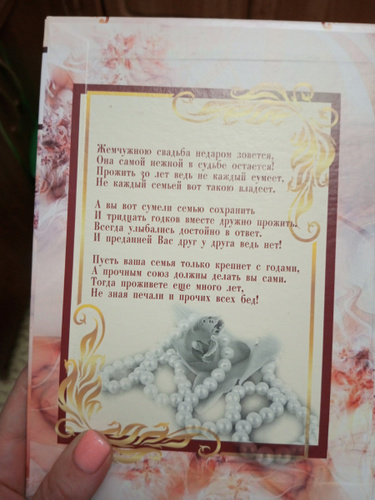 Жемчужною свадьба недаром зовется,
Она самой нежной в судьбе остается!
Прожить 30 лет ведь не каждый сумеет,
Не каждый семьей вот такою владеет.
А вы вот сумели семью сохранить
И тридцать годков вместе дружно прожить.
Всегда улыбались достойно в ответ,
И преданней Вас друг у друга ведь нет!
Пусть ваша семья только крепнет с годами,
А прочным союз должны делать вы сами.
Тогда проживете еще много лет,
Не зная печали и прочих всех бед!